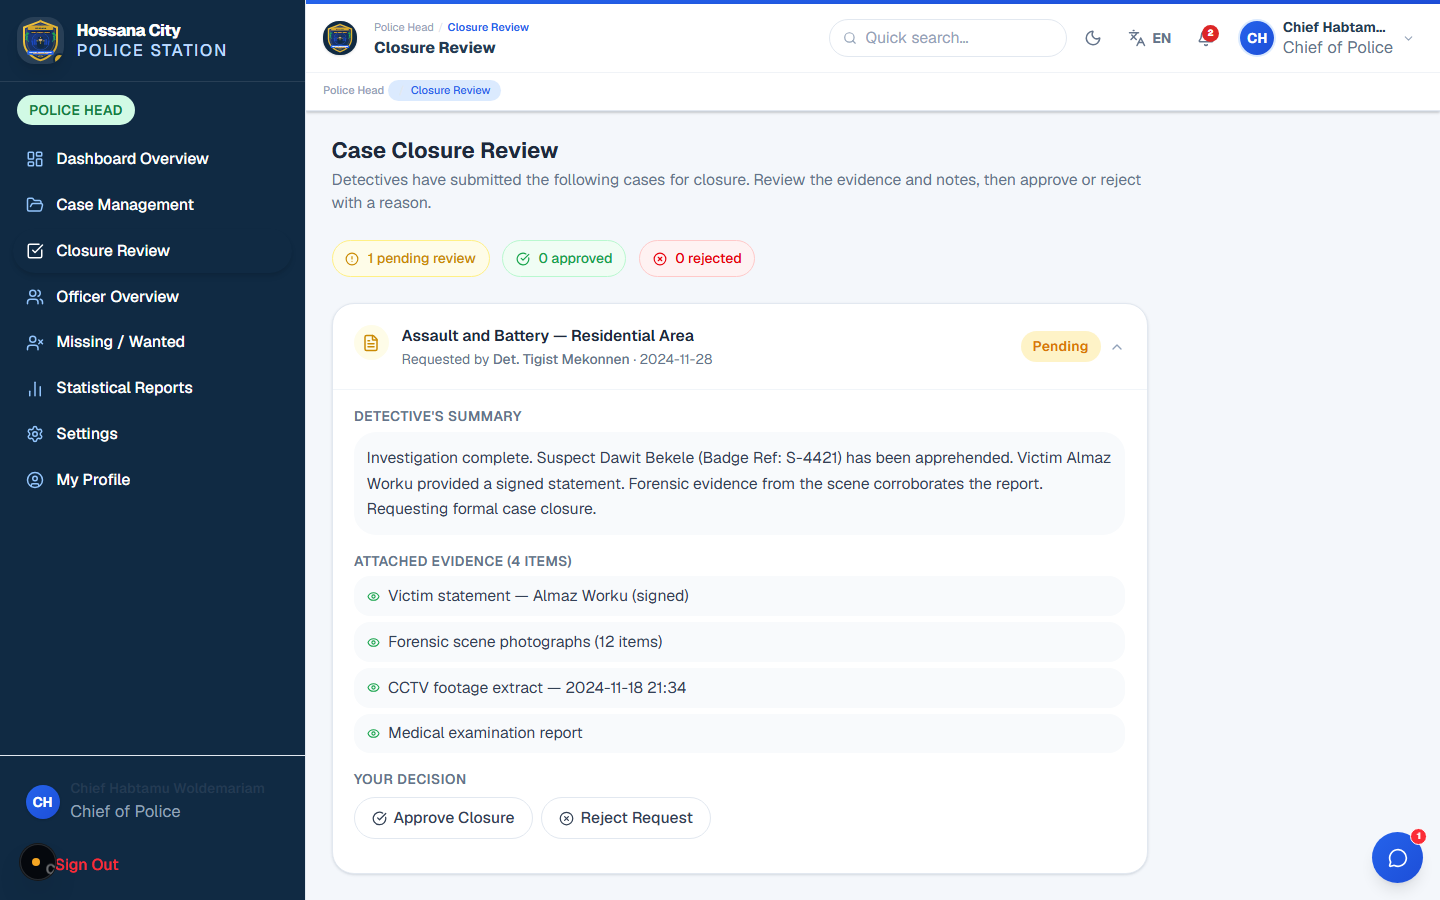 Hossana City
POLICE STATION
POLICE HEAD
Dashboard Overview
Case Management
Closure Review
Officer Overview
Missing / Wanted
Statistical Reports
Settings
My Profile
Chief Habtamu Woldemariam
CH
Chief of Police
Sign Out
Police Head / Closure Review
Closure Review
Quick search...
EN
2
CH
Chief Habtam...
Chief of Police
Police Head
Closure Review
Case Closure Review
Detectives have submitted the following cases for closure. Review the evidence and notes, then approve or reject
with a reason.
1 pending review
0 approved
0 rejected
Assault and Battery — Residential Area
Requested by Det. Tigist Mekonnen · 2024-11-28
Pending
DETECTIVE'S SUMMARY
Investigation complete. Suspect Dawit Bekele (Badge Ref: S-4421) has been apprehended. Victim Almaz
Worku provided a signed statement. Forensic evidence from the scene corroborates the report.
Requesting formal case closure.
ATTACHED EVIDENCE (4 ITEMS)
Victim statement — Almaz Worku (signed)
Forensic scene photographs (12 items)
CCTV footage extract — 2024-11-18 21:34
Medical examination report
YOUR DECISION
Approve Closure
Reject Request
1